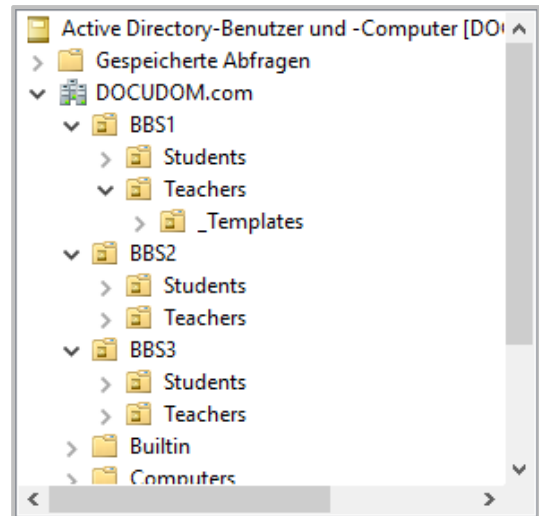 Active Directory-Benutzer und -Computer [DO
Gespeicherte Abfragen
DOCUDOM.com
BBS1
Students
Teachers
_Templates
BBS2
Students
Teachers
BBS3
Students
Teachers
Builtin
Computers